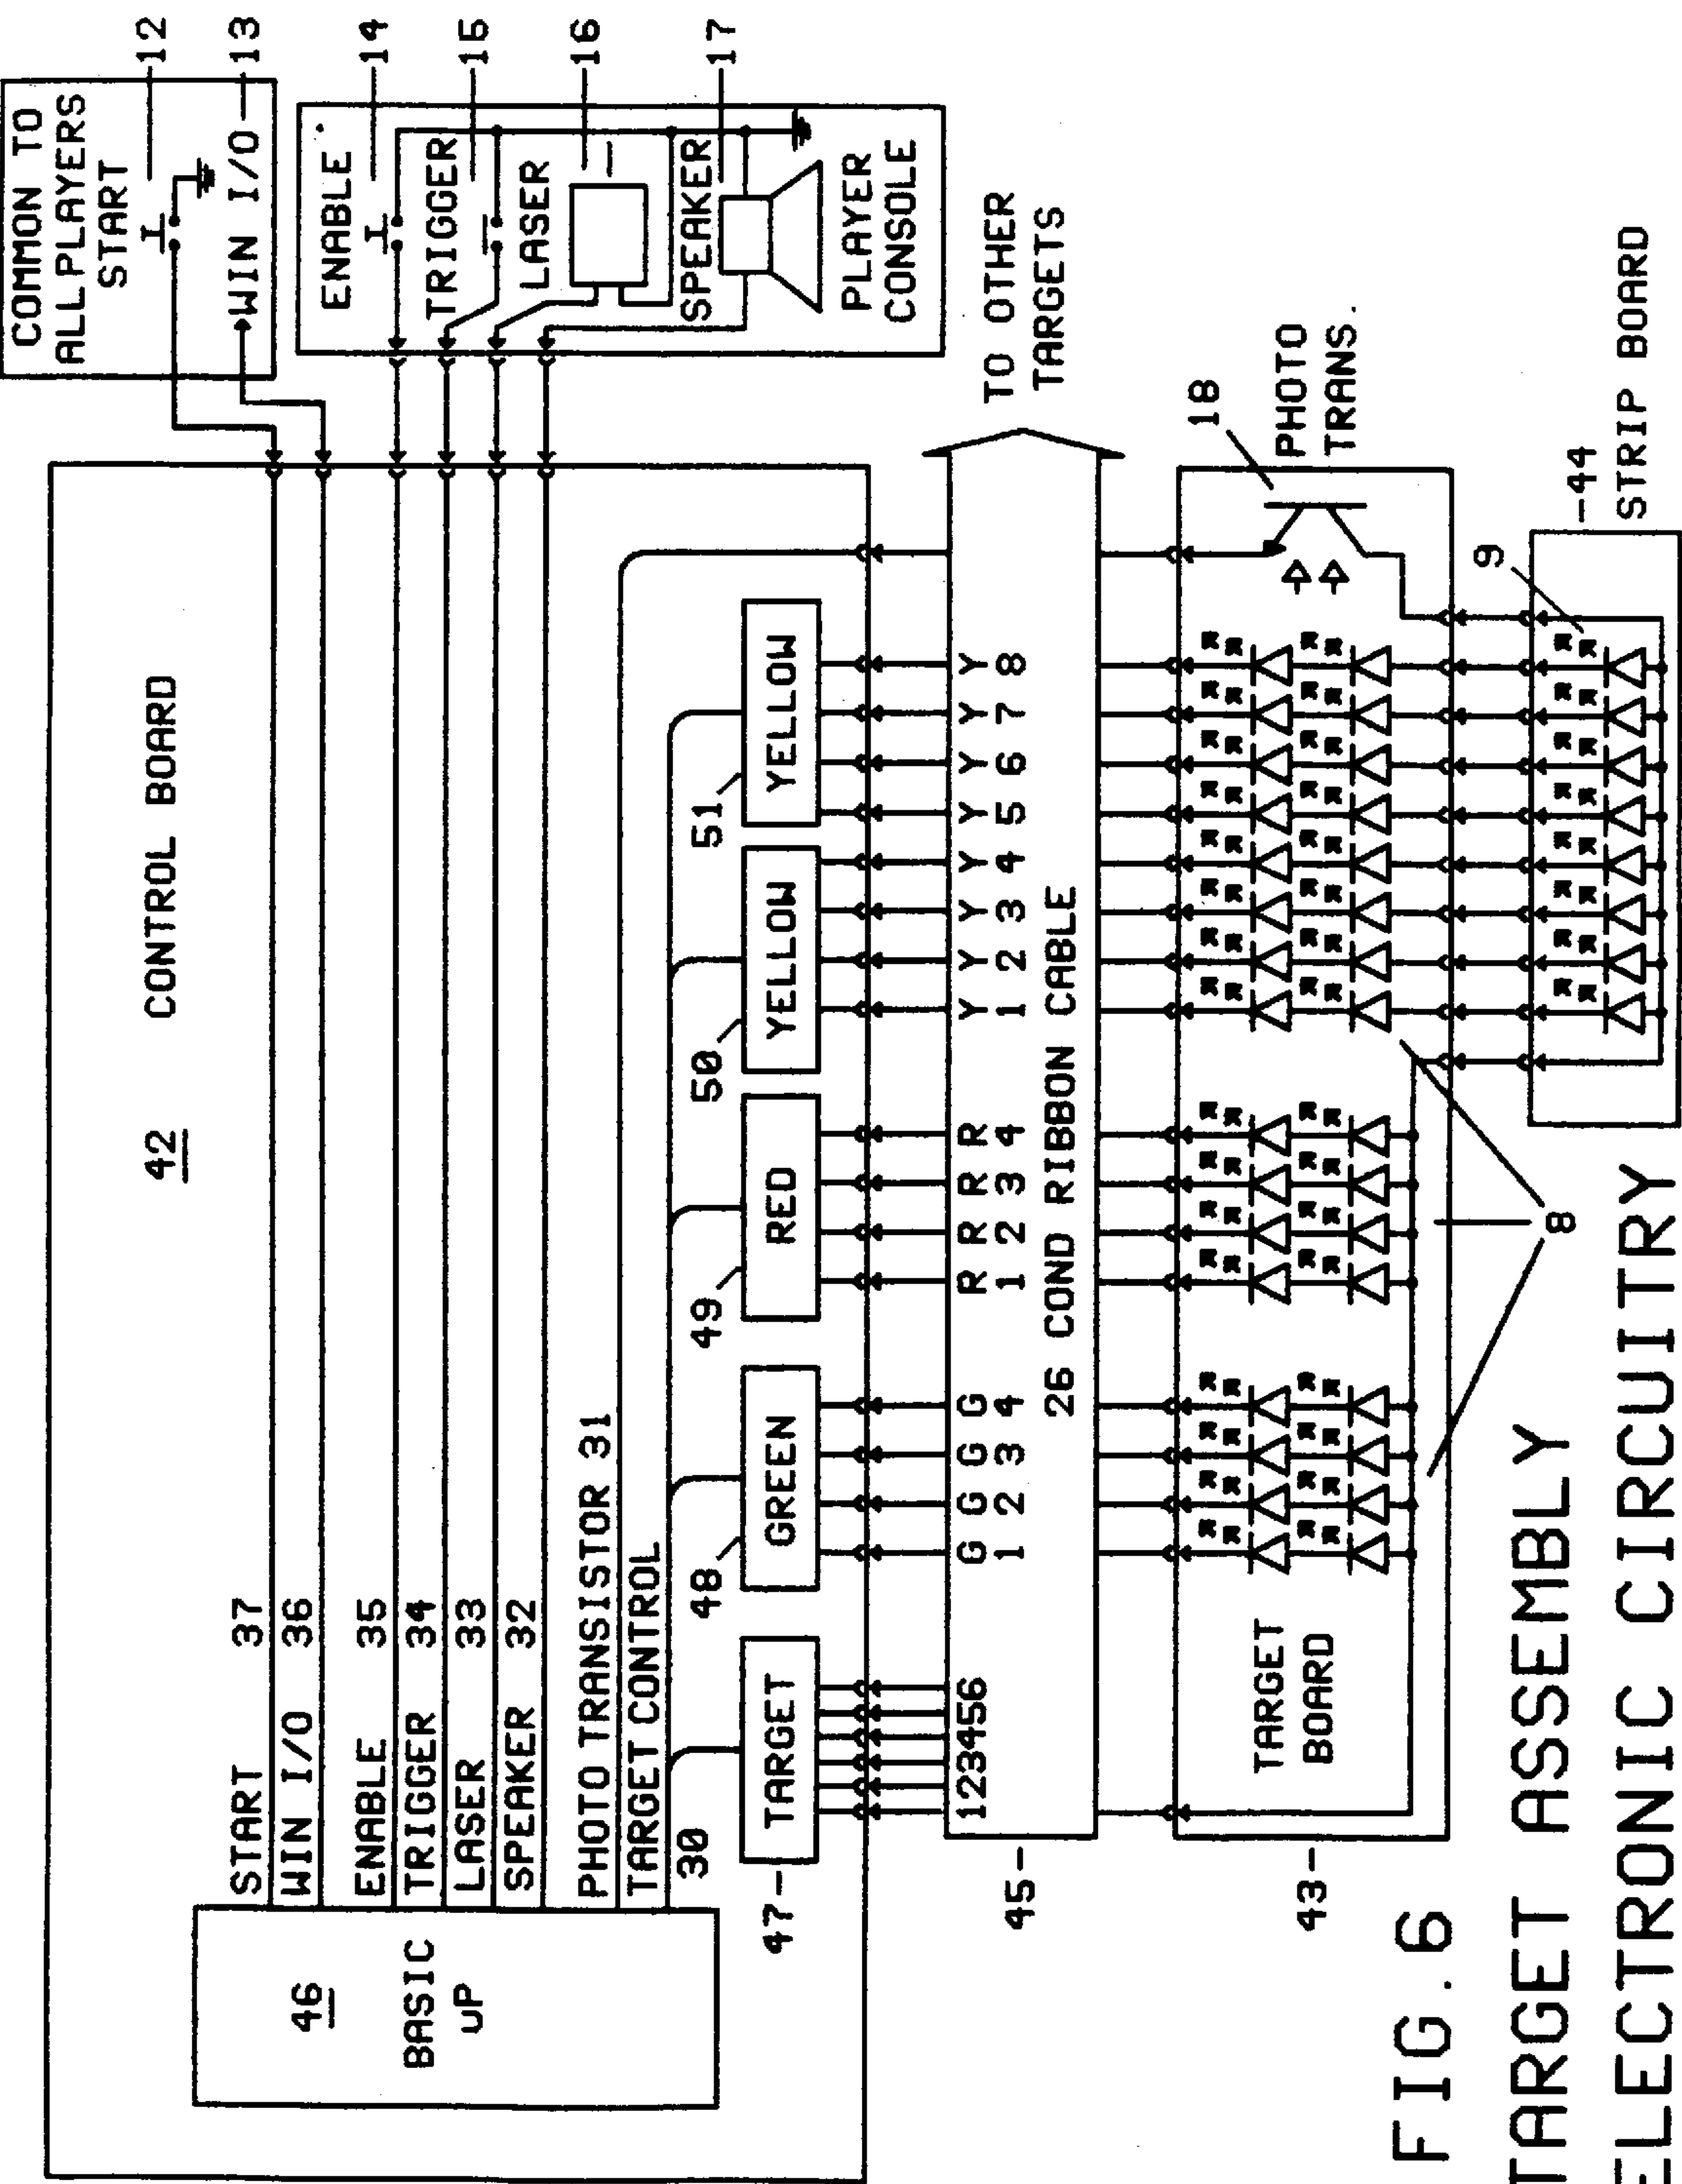 COMMON TO
ALL PLAYERS
START
12
WIN I/O
13
ENABLE
14
TRIGGER
15
LASER
16
SPEAKER
17
PLAYER
CONSOLE
42
CONTROL BOARD
46
BASIC
uP
START 37
WIN I/O 36
ENABLE 35
TRIGGER 34
LASER 33
SPEAKER 32
PHOTO TRANSISTOR 31
TARGET CONTROL
30
47
TARGET
48
GREEN
49
RED
50
YELLOW
51
YELLOW
123456
G G G G
1 2 3 4
R R R R
1 2 3 4
Y Y Y Y Y Y Y Y
1 2 3 4 5 6 7 8
26 COND RIBBON CABLE
45
TO OTHER
TARGETS
43
TARGET
BOARD
8
18
PHOTO
TRANS.
9
44
STRIP BOARD
FIG.6
TARGET ASSEMBLY
ELECTRONIC CIRCUITRY